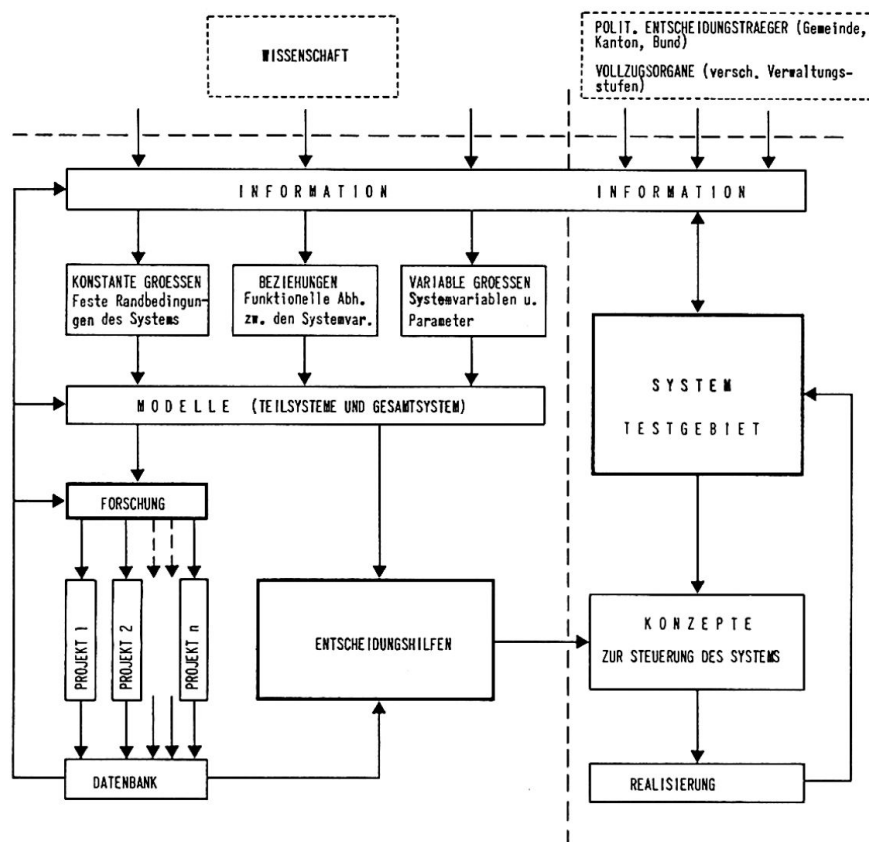 WISSENSCHAFT
POLIT. ENTSCHEIDUNGSTRAEGER (Gemeinde,
Kanton, Bund)
VOLLZUGSORGANE (versch. Verwaltungs-
stufen)
INFORMATION INFORMATION
KONSTANTE GROESSEN
Feste Randbedingun-
gen des Systems
BEZIEHUNGEN
Funktionelle Abh.
zw. den Systemvar.
VARIABLE GROESSEN
Systemvariablen u.
Parameter
SYSTEM
TESTGEBIET
MODELLE (TEILSYSTEME UND GESAMTSYSTEM)
FORSCHUNG
PROJEKT 1
PROJEKT 2
PROJEKT n
ENTSCHEIDUNGSHILFEN
KONZEPTE
ZUR STEUERUNG DES SYSTEMS
DATENBANK
REALISIERUNG